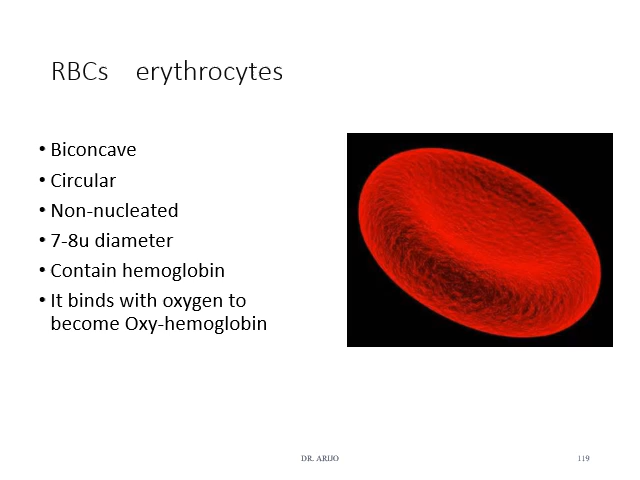 RBCs erythrocytes
• Biconcave
• Circular
• Non-nucleated
• 7-8u diameter
• Contain hemoglobin
• It binds with oxygen to
become Oxy-hemoglobin
DR. ARIJO
119